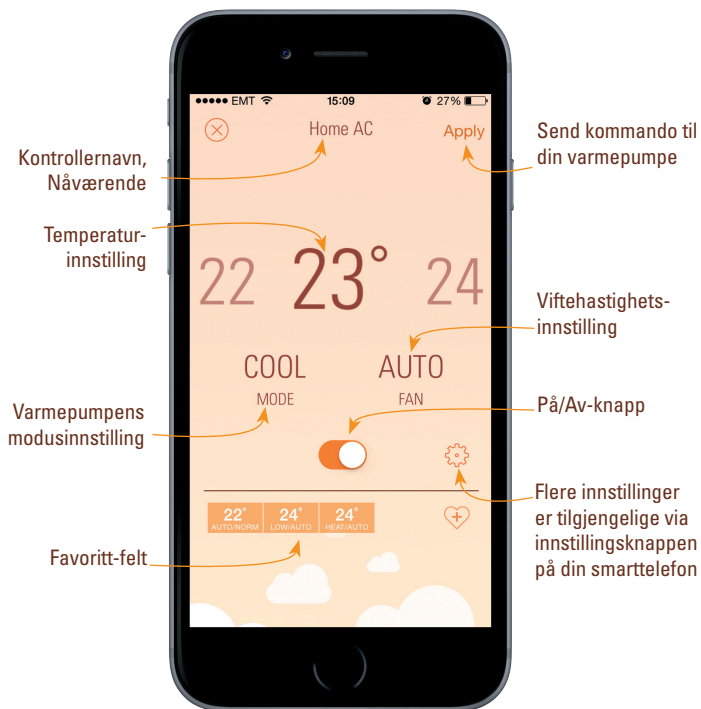 EMT 15:09 27%
Home AC
Apply
Kontrollernavn,
Nåværende
Send kommando til
din varmepumpe
Temperatur-
innstilling
22 23° 24
Viftehastighets-
innstilling
COOL AUTO
MODE FAN
Varmepumpens
modusinnstilling
På/Av-knapp
22° 24° 24°
AUTO/NORM LOW/AUTO HEAT/AUTO
Favoritt-felt
Flere innstillinger
er tilgjengelige via
innstillingsknappen
på din smarttelefon